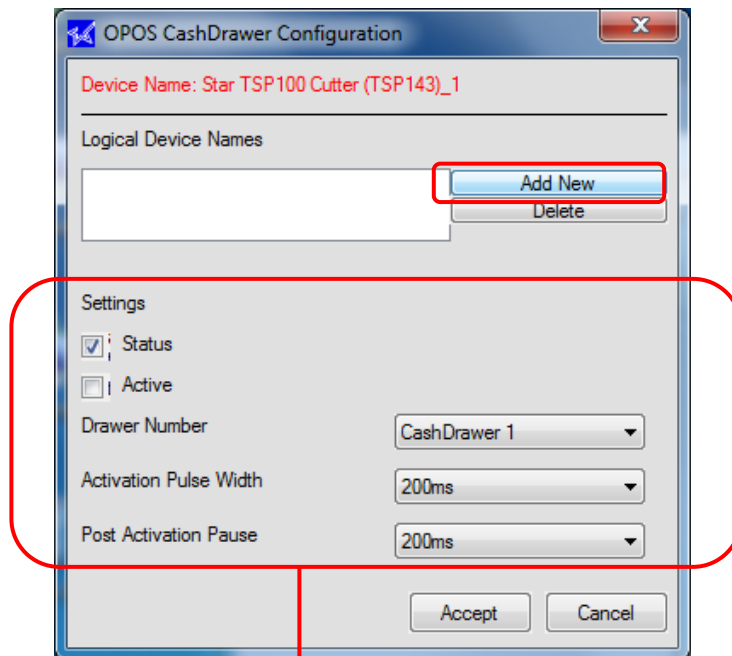 OPOS CashDrawer Configuration
Device Name: Star TSP100 Cutter (TSP143)_1
Logical Device Names
Add New
Delete
Settings
Status
Active
Drawer Number CashDrawer 1
Activation Pulse Width 200ms
Post Activation Pause 200ms
Accept Cancel